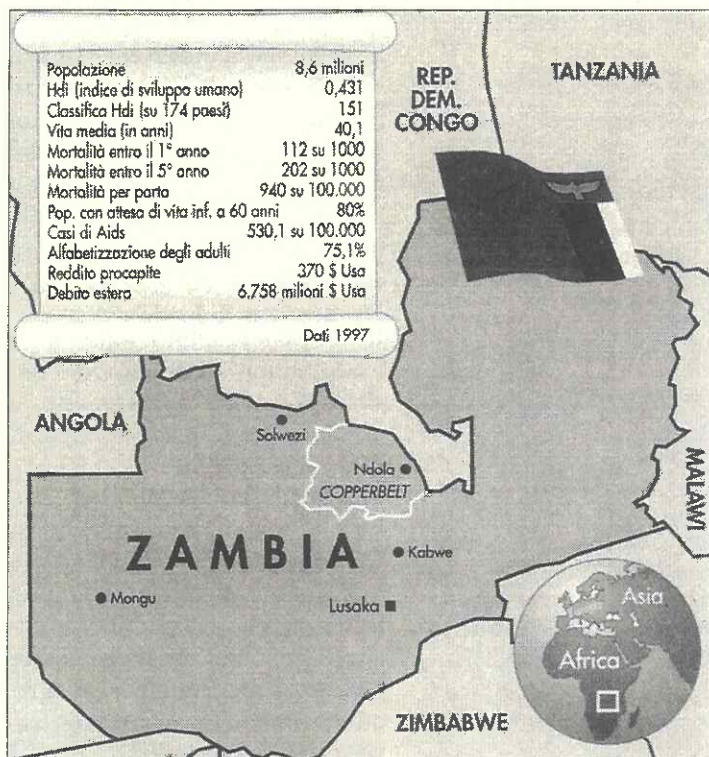 Popolazione 8,6 milioni
Hdi (indice di sviluppo umano) 0,431
Classifica Hdi (su 174 paesi) 151
Vita media (in anni) 40,1
Mortalità entro il 1° anno 112 su 1000
Mortalità entro il 5° anno 202 su 1000
Mortalità per parto 940 su 100.000
Pop. con attesa di vita inf. a 60 anni 80%
Casi di Aids 530,1 su 100.000
Alfabetizzazione degli adulti 75,1%
Reddito procapite 370 $ Usa
Debito estero 6.758 milioni $ Usa
Dati 1997
REP.
DEM.
CONGO
TANZANIA
ANGOLA
Solwezi
Ndola
COPPERBELT
MALAWI
ZAMBIA
Kabwe
Mongu
Lusaka
Asia
Africa
ZIMBABWE